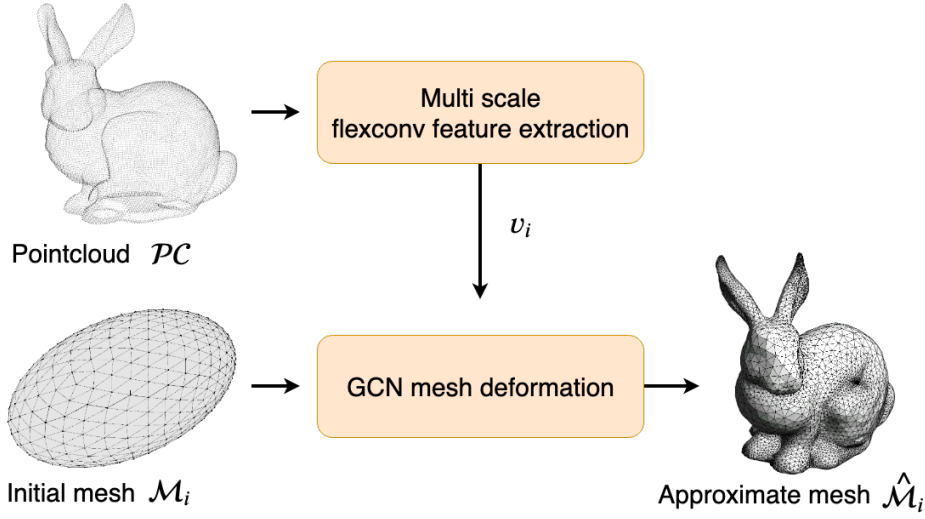 Multi scale
flexconv feature extraction
v_i
Pointcloud 𝒫𝒞
GCN mesh deformation
Initial mesh ℳ_i
Approximate mesh ℳ̂_i